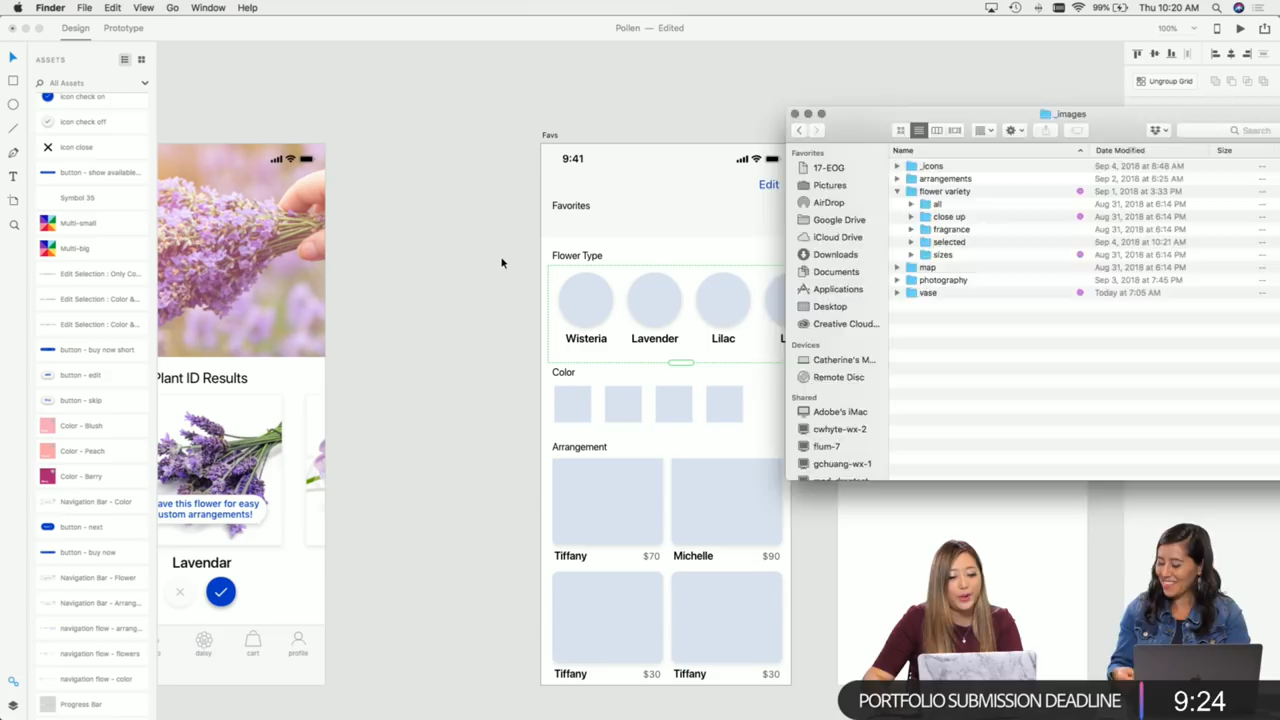 Finder File Edit View Go Window Help
99% Thu 10:20 AM
Design Prototype
Pollen — Edited
100%
ASSETS
All Assets
icon check on
icon check off
icon close
button - show available...
Symbol 35
Multi-small
Multi-big
Edit Selection : Only Co...
Edit Selection : Color &...
Edit Selection : Color &...
button - buy now short
button - edit
button - skip
Color - Blush
Color - Peach
Color - Berry
Navigation Bar - Color
button - next
button - buy now
Navigation Bar - Flower
Navigation Bar - Arrang...
navigation flow - arrang...
navigation flow - flowers
navigation flow - color
Progress Bar
Plant ID Results
ave this flower for easy
ustom arrangements!
Lavendar
daisy
cart
profile
Favs
9:41
Edit
Favorites
Flower Type
Wisteria
Lavender
Lilac
L
Color
Arrangement
Tiffany $70
Michelle $90
Tiffany $30
Tiffany $30
Ungroup Grid
_images
Search
Favorites
17-EOG
Pictures
AirDrop
Google Drive
iCloud Drive
Downloads
Documents
Applications
Desktop
Creative Cloud...
Devices
Catherine's M...
Remote Disc
Shared
Adobe's iMac
cwhyte-wx-2
flum-7
gchuang-wx-1
Name Date Modified Size
_icons Sep 4, 2018 at 8:48 AM --
arrangements Sep 2, 2018 at 6:25 AM --
flower variety Sep 1, 2018 at 3:33 PM --
all Aug 31, 2018 at 6:14 PM --
close up Aug 31, 2018 at 6:14 PM --
fragrance Aug 31, 2018 at 6:14 PM --
selected Sep 4, 2018 at 10:21 AM --
sizes Aug 31, 2018 at 6:14 PM --
map Aug 31, 2018 at 6:14 PM --
photography Sep 3, 2018 at 7:45 PM --
vase Today at 7:05 AM --
PORTFOLIO SUBMISSION DEADLINE 9:24